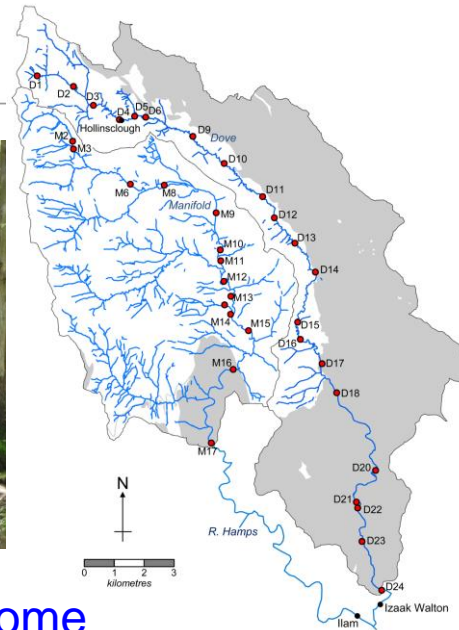 D1
D2
D3
D5
D4
D6
Hollinsclough
M2
M3
D9
Dove
D10
M6
M8
Manifold
D11
M9
D12
M10
D13
M11
M12
D14
M13
M14
M15
D15
D16
M16
D17
D18
M17
D20
N
D21
D22
R. Hamps
D23
0 1 2 3
kilometres
D24
Izaak Walton
Ilam
ome